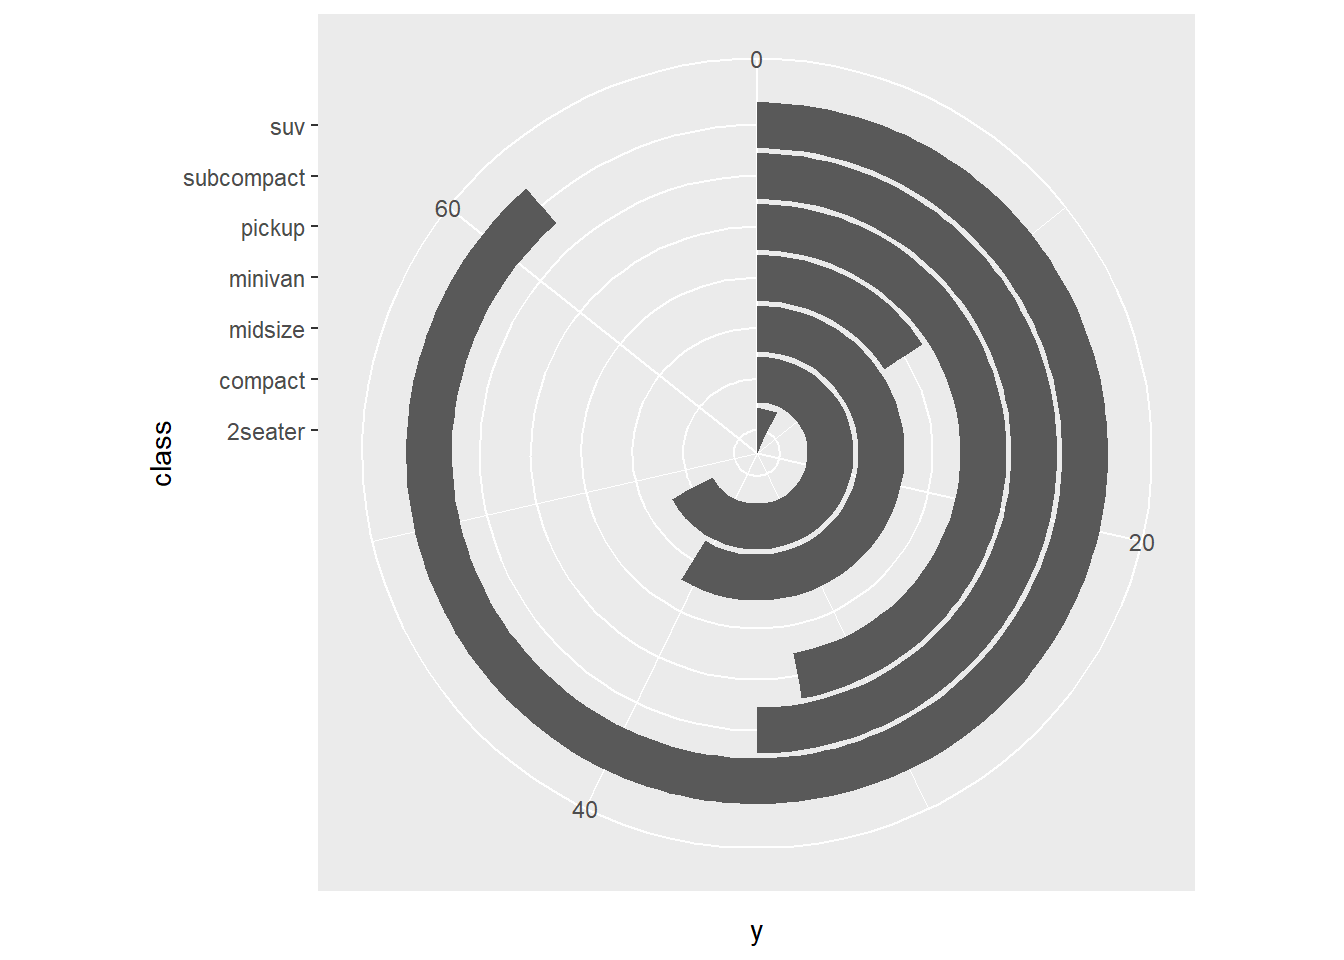 0
suv
subcompact
60
pickup
minivan
midsize
compact
2seater
class
20
40
y